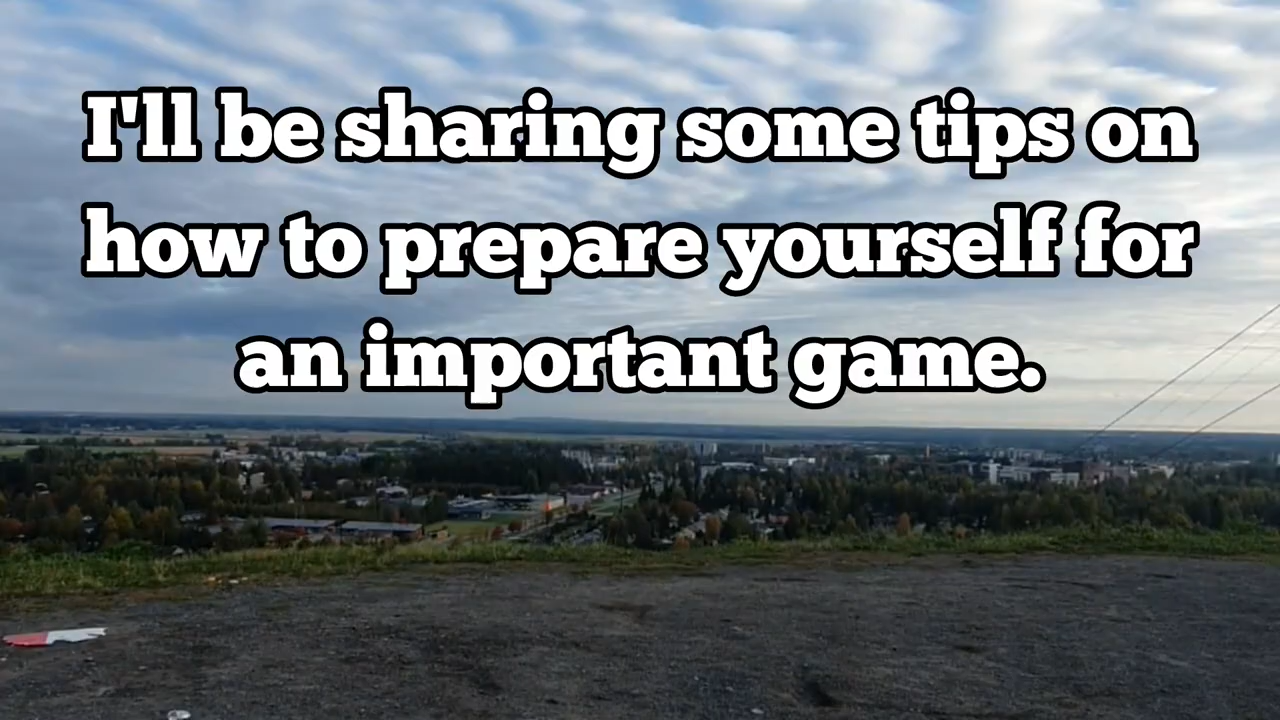 I'll be sharing some tips on
how to prepare yourself for
an important game.